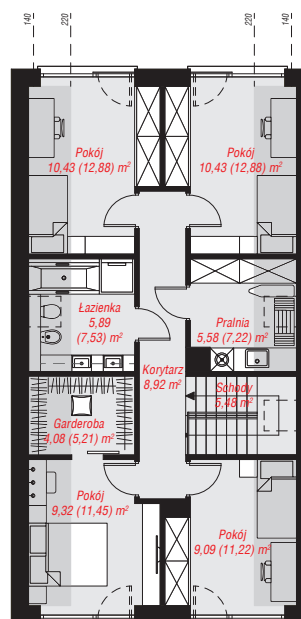 140
220
220
140
Pokój
10,43 (12,88) m²
Pokój
10,43 (12,88) m²
Łazienka
5,89
(7,53) m²
Pralnia
5,58 (7,22) m²
Korytarz
8,92 m²
Schody
5,48 m²
Garderoba
4,08 (5,21) m²
Pokój
9,32 (11,45) m²
Pokój
9,09 (11,22) m²